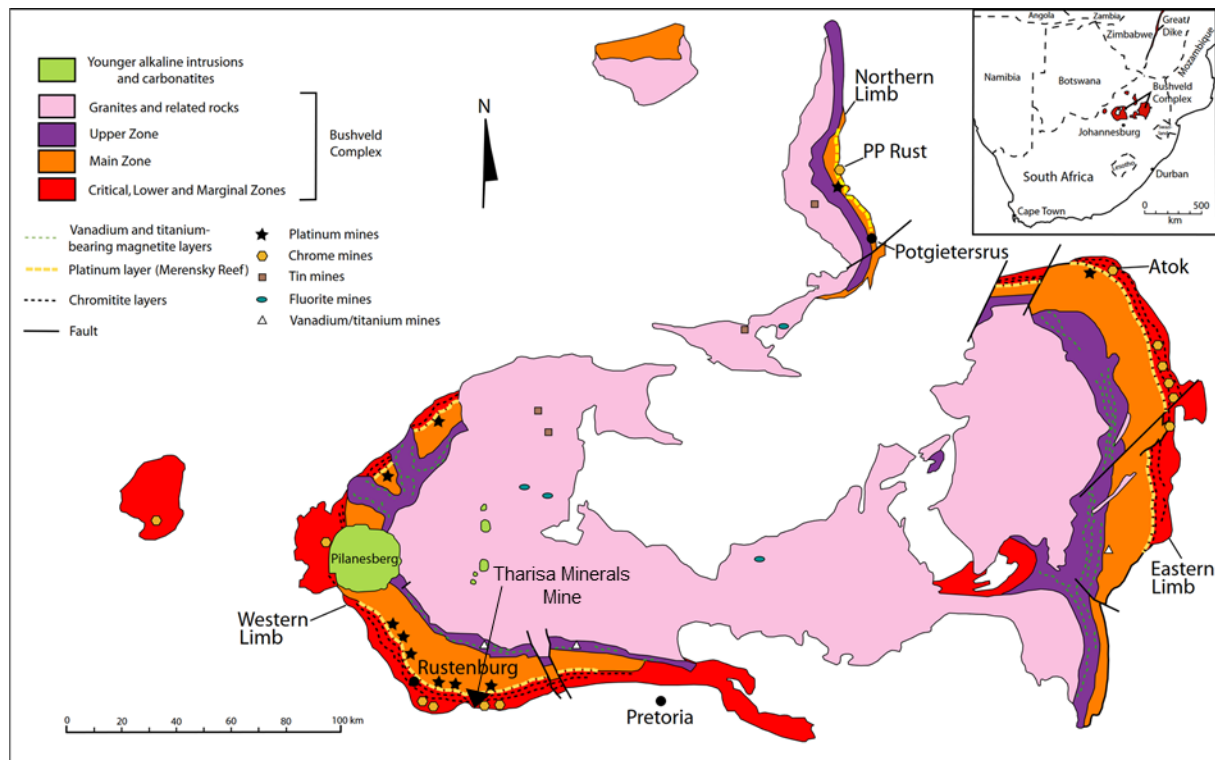 Younger alkaline intrusions
and carbonatites
Granites and related rocks
Upper Zone
Main Zone
Critical, Lower and Marginal Zones
Bushveld
Complex
Vanadium and titanium-
bearing magnetite layers
Platinum layer (Merensky Reef)
Chromitite layers
Fault
Platinum mines
Chrome mines
Tin mines
Fluorite mines
Vanadium/titanium mines
N
Northern
Limb
PP Rust
Potgietersrus
Angola
Zambia
Zimbabwe
Great
Dike
Mozambique
Namibia
Botswana
Bushveld
Complex
Johannesburg
South Africa
Lesotho
Durban
Cape Town
0 500
km
Atok
Eastern
Limb
Pilanesberg
Tharisa Minerals
Mine
Western
Limb
Rustenburg
Pretoria
0 20 40 60 80 100 km